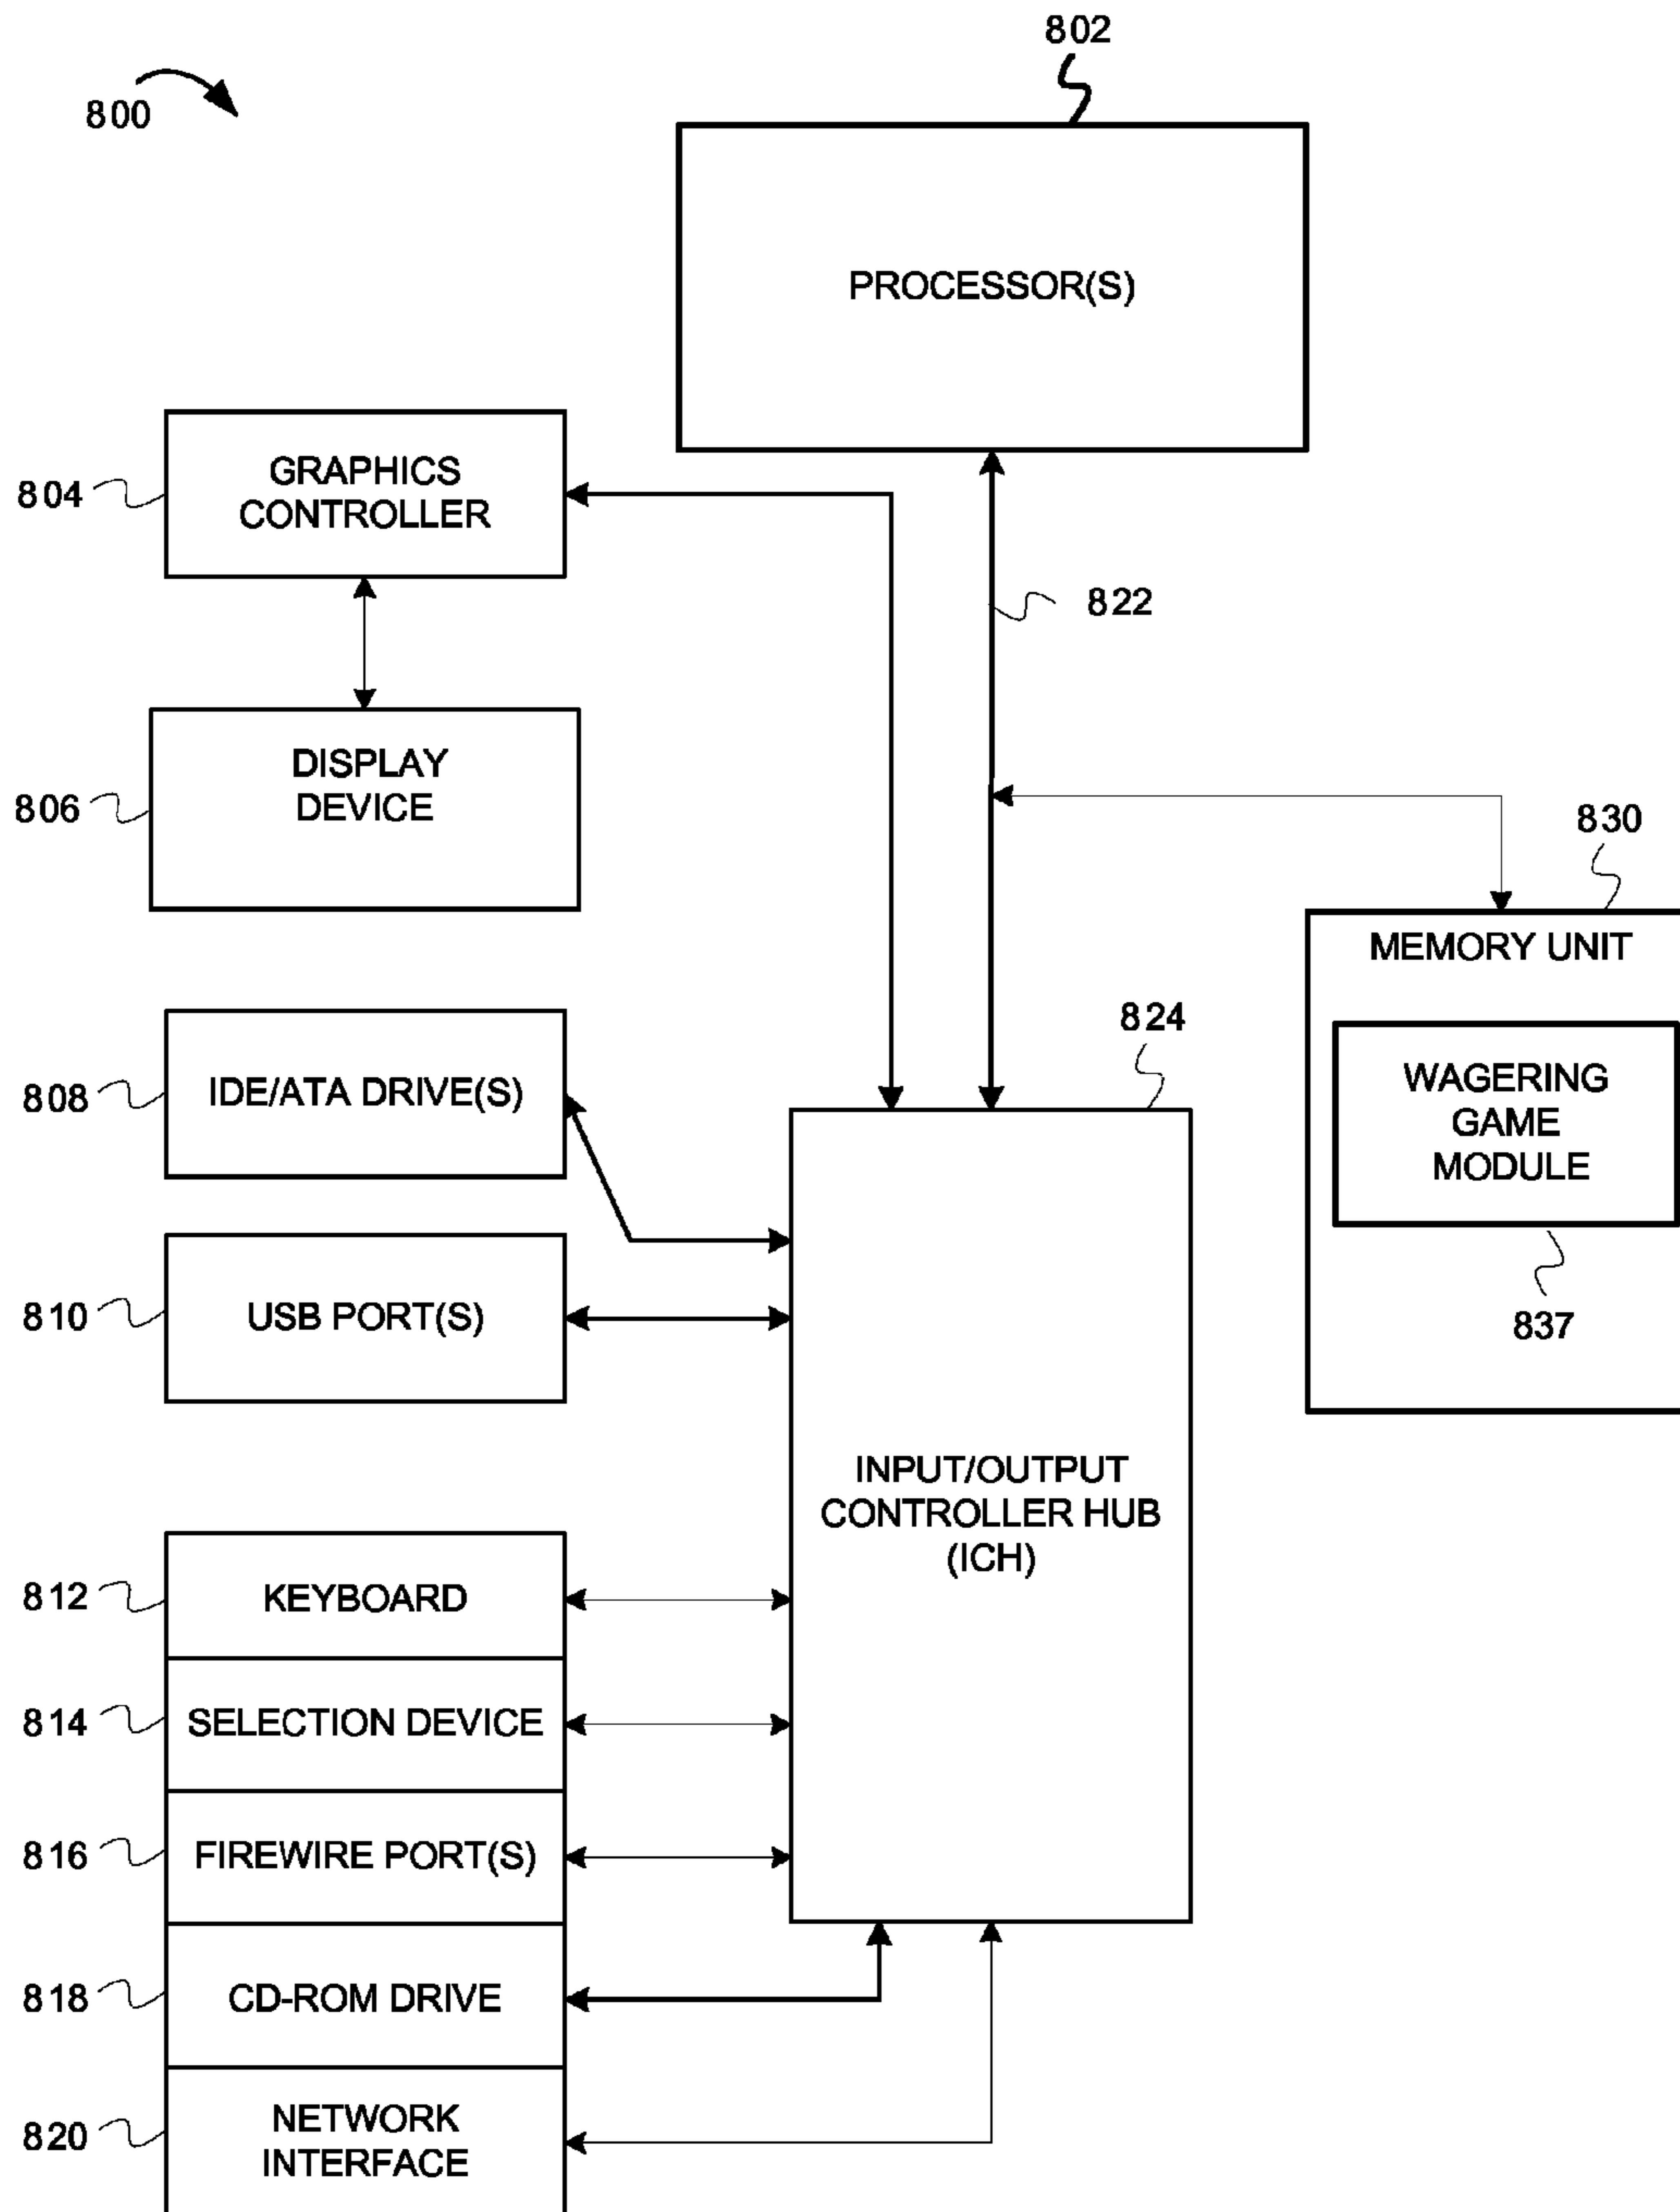 802
800
PROCESSOR(S)
804
GRAPHICS
CONTROLLER
822
806
DISPLAY
DEVICE
830
MEMORY UNIT
824
808
IDE/ATA DRIVE(S)
WAGERING
GAME
MODULE
810
USB PORT(S)
837
INPUT/OUTPUT
CONTROLLER HUB
(ICH)
812
KEYBOARD
814
SELECTION DEVICE
816
FIREWIRE PORT(S)
818
CD-ROM DRIVE
820
NETWORK
INTERFACE